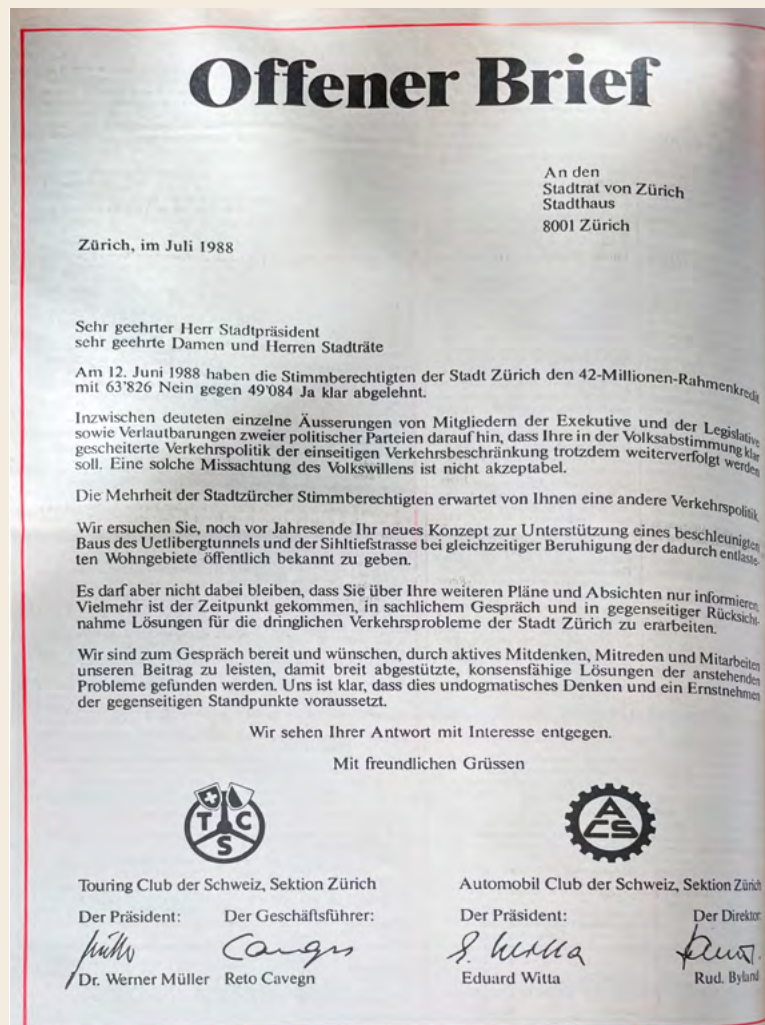 Offener Brief
An den
Stadtrat von Zürich
Stadthaus
8001 Zürich
Zürich, im Juli 1988
Sehr geehrter Herr Stadtpräsident
sehr geehrte Damen und Herren Stadträte
Am 12. Juni 1988 haben die Stimmberechtigten der Stadt Zürich den 42-Millionen-Rahmenkredit
mit 63'826 Nein gegen 49'084 Ja klar abgelehnt.
Inzwischen deuteten einzelne Äusserungen von Mitgliedern der Exekutive und der Legislative
sowie Verlautbarungen zweier politischer Parteien darauf hin, dass Ihre in der Volksabstimmung klar
gescheiterte Verkehrspolitik der einseitigen Verkehrsbeschränkung trotzdem weiterverfolgt werden
soll. Eine solche Missachtung des Volkswillens ist nicht akzeptabel.
Die Mehrheit der Stadtzürcher Stimmberechtigten erwartet von Ihnen eine andere Verkehrspolitik.
Wir ersuchen Sie, noch vor Jahresende Ihr neues Konzept zur Unterstützung eines beschleunigten
Baus des Uetlibergtunnels und der Sihltiefstrasse bei gleichzeitiger Beruhigung der dadurch entlaste-
ten Wohngebiete öffentlich bekannt zu geben.
Es darf aber nicht dabei bleiben, dass Sie über Ihre weiteren Pläne und Absichten nur informieren.
Vielmehr ist der Zeitpunkt gekommen, in sachlichem Gespräch und in gegenseitiger Rücksicht-
nahme Lösungen für die dringlichen Verkehrsprobleme der Stadt Zürich zu erarbeiten.
Wir sind zum Gespräch bereit und wünschen, durch aktives Mitdenken, Mitreden und Mitarbeiten
unseren Beitrag zu leisten, damit breit abgestützte, konsensfähige Lösungen der anstehenden
Probleme gefunden werden. Uns ist klar, dass dies undogmatisches Denken und ein Ernstnehmen
der gegenseitigen Standpunkte voraussetzt.
Wir sehen Ihrer Antwort mit Interesse entgegen.
Mit freundlichen Grüssen
TCS
ACS
Touring Club der Schweiz, Sektion Zürich
Automobil Club der Schweiz, Sektion Zürich
Der Präsident: Der Geschäftsführer:
Der Präsident: Der Direktor:
Dr. Werner Müller Reto Cavegn
Eduard Witta Rud. Byland